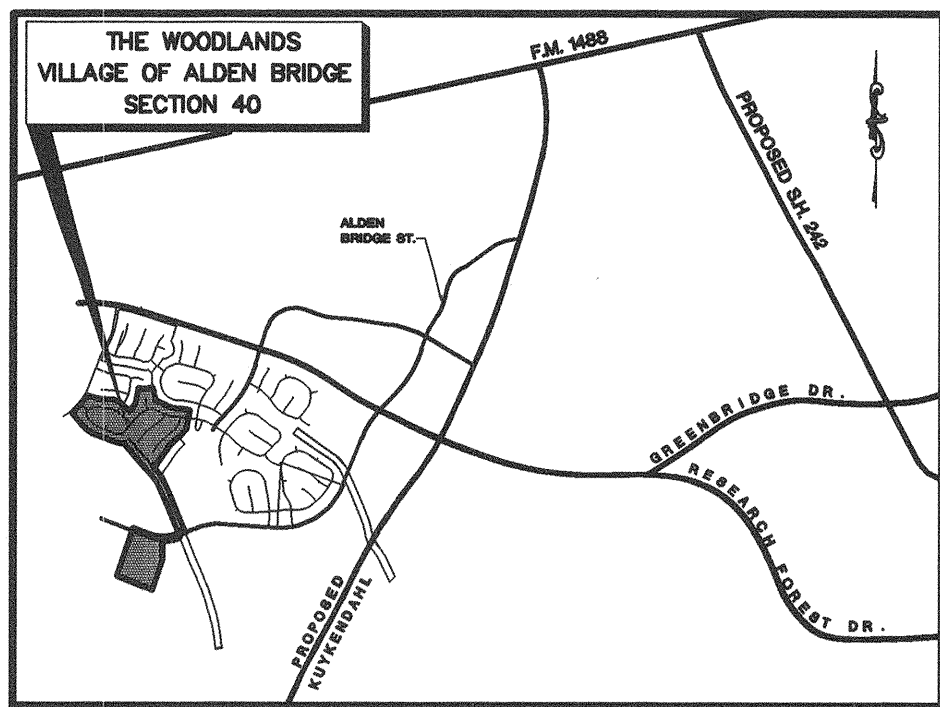 THE WOODLANDS
VILLAGE OF ALDEN BRIDGE
SECTION 40
F.M. 1488
PROPOSED S.H. 242
ALDEN
BRIDGE ST.
GREENBRIDGE DR.
RESEARCH FOREST DR.
PROPOSED
KUYKENDAHL